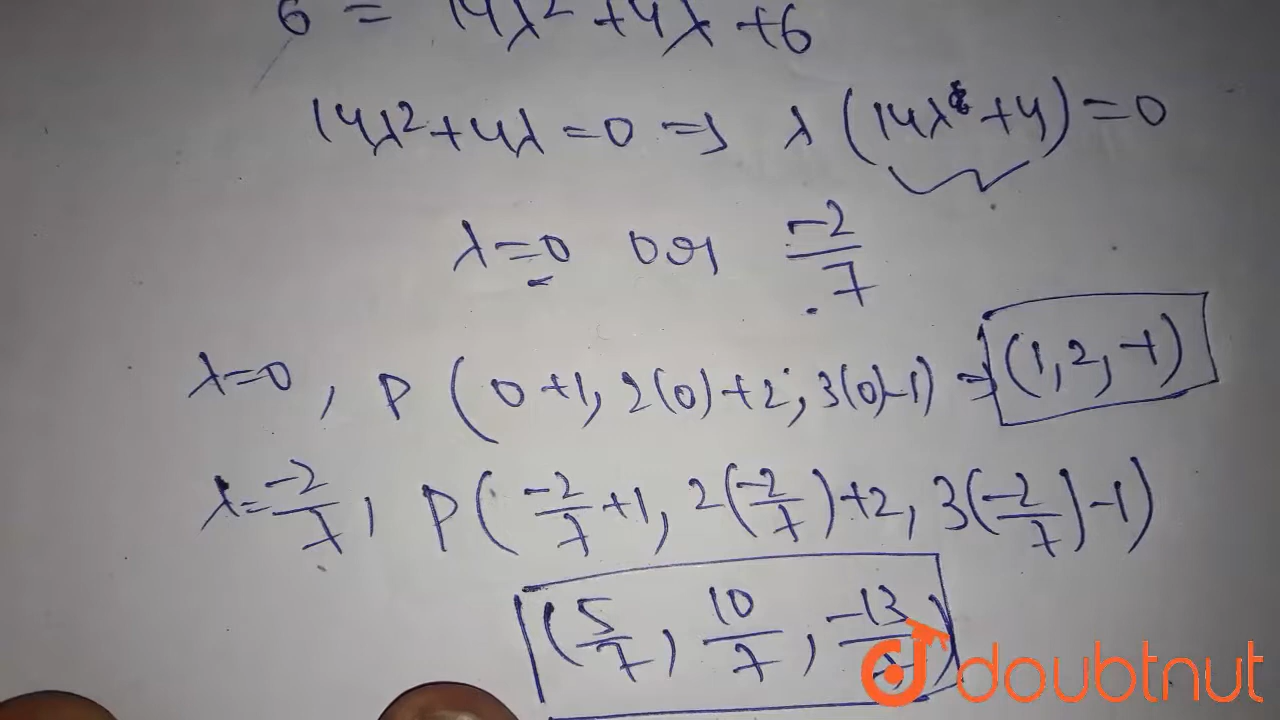 6 = 14λ² + 4λ + 6
14λ² + 4λ = 0 ⇒ λ (14λ + 4) = 0
λ = 0 or -2/7
λ = 0, P (0 + 1, 2(0) + 2, 3(0) - 1) = (1, 2, -1)
λ = -2/7, P (-2/7 + 1, 2(-2/7) + 2, 3(-2/7) - 1)
(5/7, 10/7, -13/7)
doubtnut